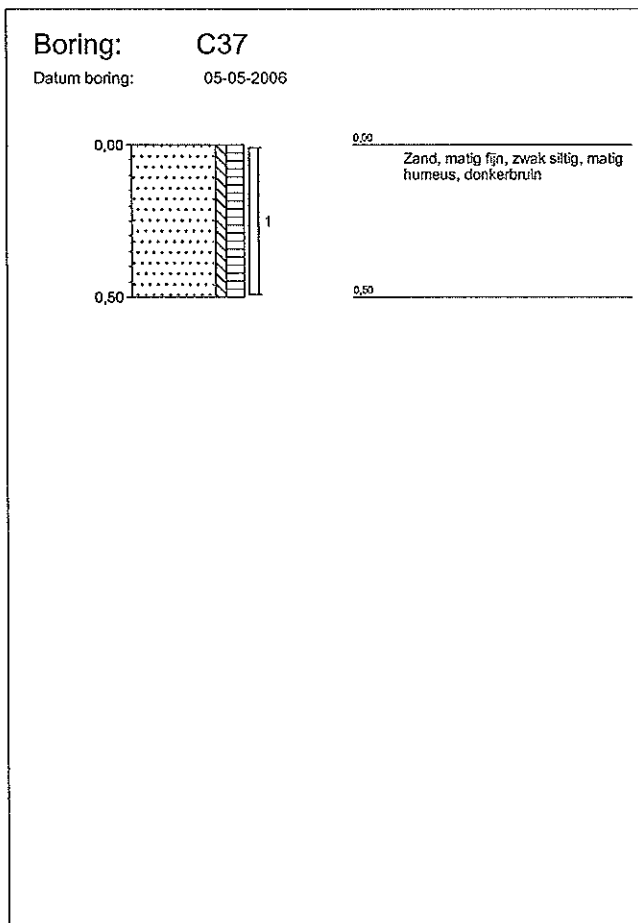 Boring: C37
Datum boring: 05-05-2006
0,00
0,50
1
0,00
Zand, matig fijn, zwak siltig, matig
humeus, donkerbruin
0,50